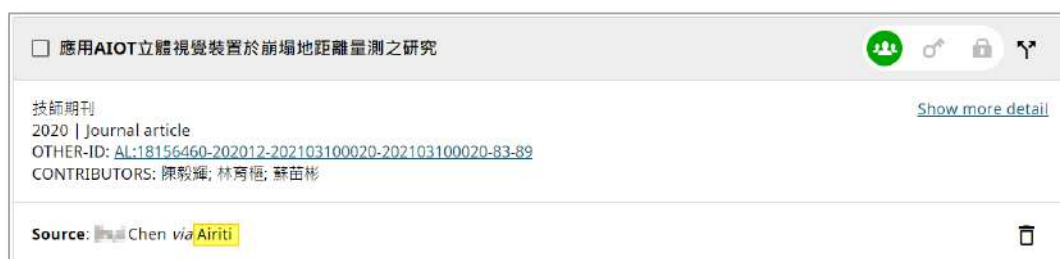 應用AIOT立體視覺裝置於崩塌地距離量測之研究
技師期刊
Show more detail
2020 | Journal article
OTHER-ID: AL:18156460-202012-202103100020-202103100020-83-89
CONTRIBUTORS: 陳毅輝; 林育樞; 蘇苗彬
Source: Chen via Airiti